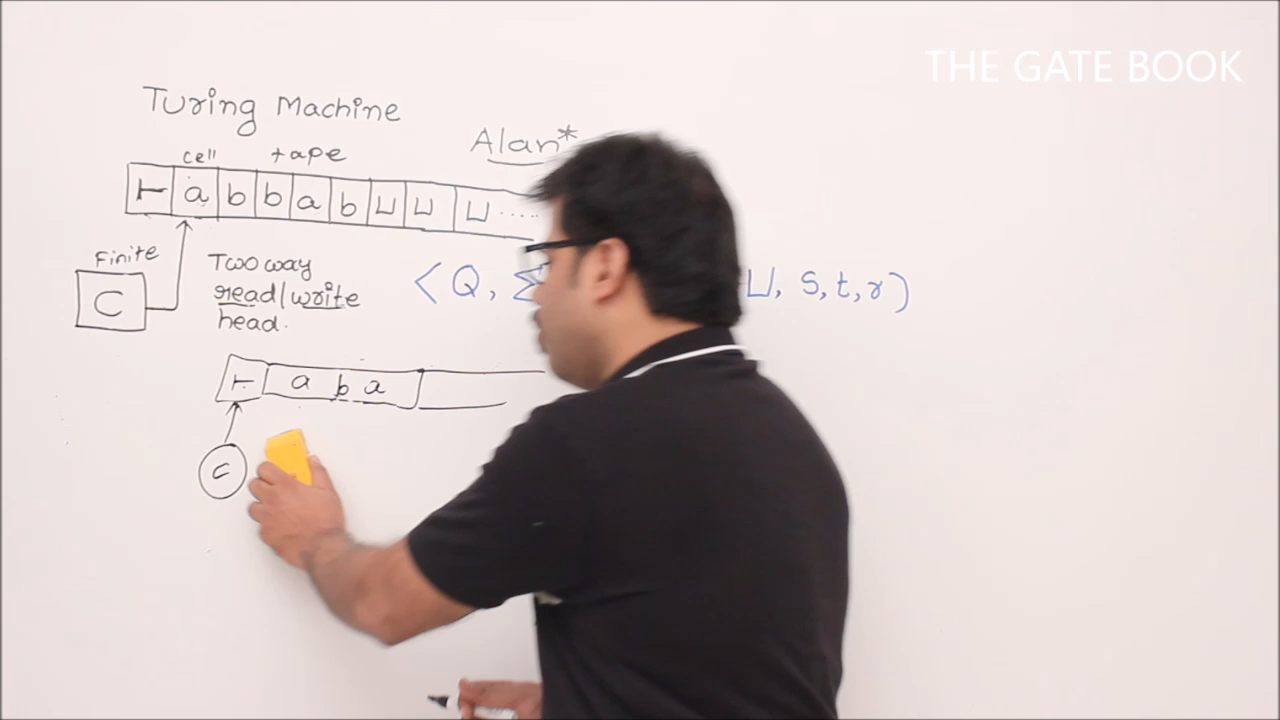 THE GATE BOOK
Turing Machine
Alan*
cell tape
⊢ a b b a b ⊔ ⊔ ⊔ .....
Finite
C
Two way
read/write
head.
< Q, Σ ⊔, S, t, r)
⊢ a b a
C